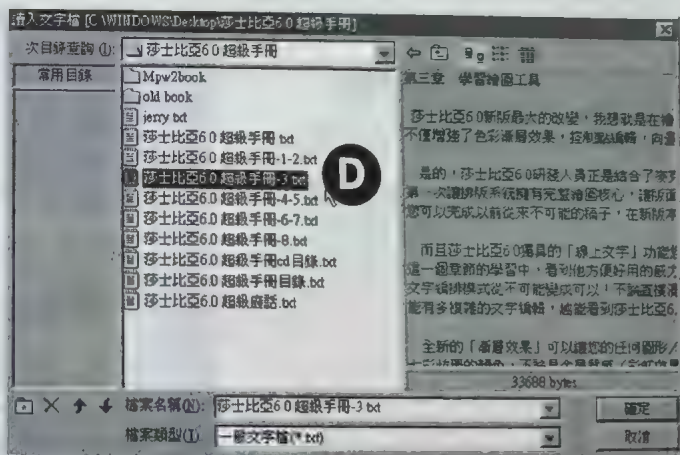 讀入文字檔 [C:\WINDOWS\Desktop\莎士比亞6.0 超級手冊]
次目錄查詢(I): 莎士比亞6.0 超級手冊
常用目錄
Mpw2book
old book
jerry.txt
莎士比亞6.0 超級手冊.txt
莎士比亞6.0 超級手冊-1-2.txt
莎士比亞6.0 超級手冊-3.txt
莎士比亞6.0 超級手冊-4-5.txt
莎士比亞6.0 超級手冊-6-7.txt
莎士比亞6.0 超級手冊-8.txt
莎士比亞6.0 超級手冊cd目錄.txt
莎士比亞6.0 超級手冊目錄.txt
莎士比亞6.0 超級廢話.txt
D
第三章 學習繪圖工具
莎士比亞6.0新版最大的改變，我想就是在繪
不僅增強了色彩漸層效果，控制點編輯，向量
是的，莎士比亞6.0研發人員正是結合了
第一次讓排版系統擁有完整繪圖核心，讓版面
您可以完成以前從來不可能的稿子，在新版本
而且莎士比亞6.0獨具的「線上文字」功能
這一個章節的學習中，看到他方便好用的威力
文字編排模式從不可能變成可以！不論直橫
能有多複雜的文字編輯，越能看到莎士比亞6.
全新的「漸層效果」可以讓您的任何圖形/
33688 bytes
檔案名稱(N): 莎士比亞6.0 超級手冊-3.txt
確定
檔案類型(T): 一般文字檔(*.txt)
取消